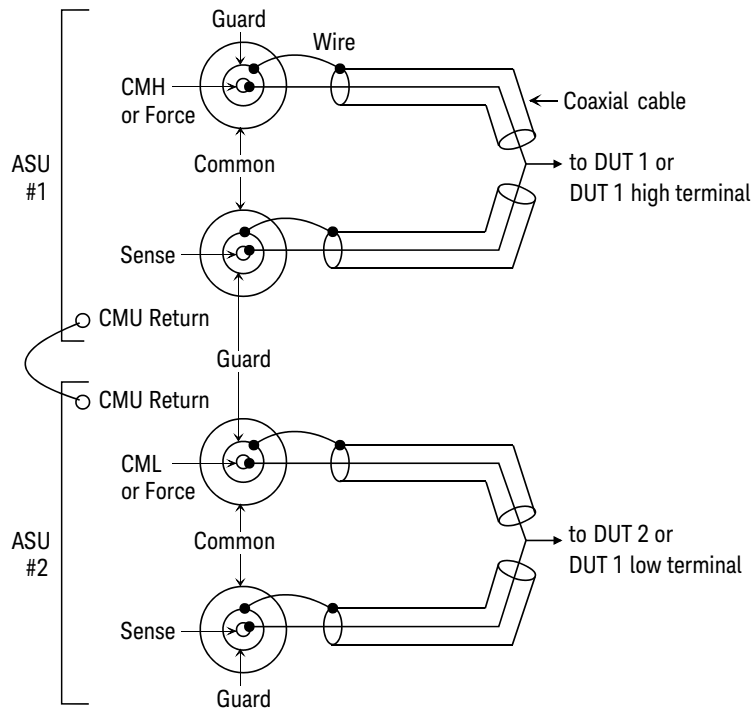 Guard
Wire
CMH
or Force
Coaxial cable
ASU
#1
Common
to DUT 1 or
DUT 1 high terminal
Sense
CMU Return
Guard
CMU Return
CML
or Force
ASU
#2
Common
to DUT 2 or
DUT 1 low terminal
Sense
Guard